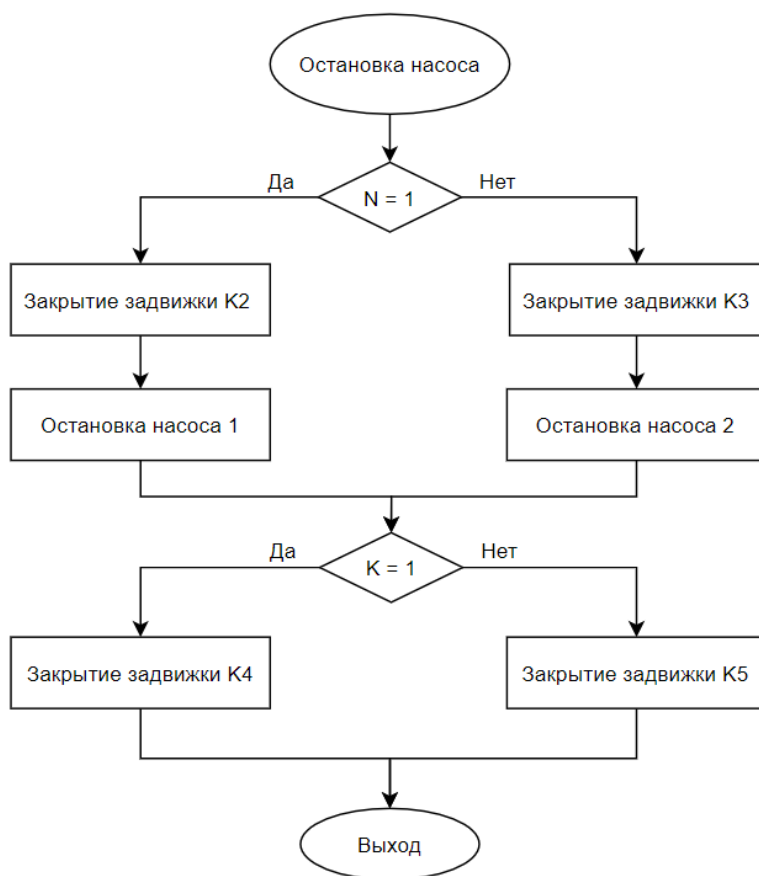 Остановка насоса
Да
N = 1
Нет
Закрытие задвижки K2
Закрытие задвижки K3
Остановка насоса 1
Остановка насоса 2
Да
K = 1
Нет
Закрытие задвижки K4
Закрытие задвижки K5
Выход